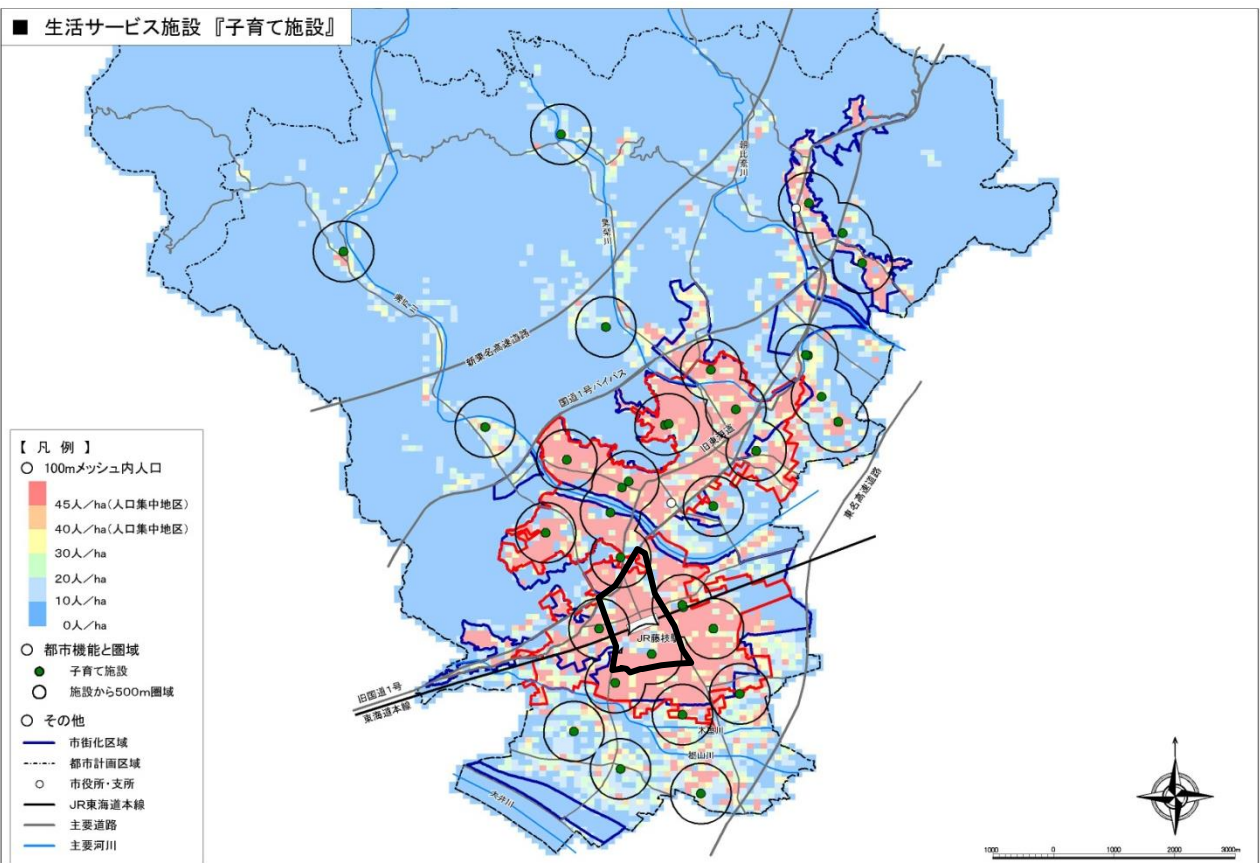 ■ 生活サービス施設 『子育て施設』
朝比奈川
葉梨川
瀬戸川
新東名高速道路
国道1号バイパス
旧東海道
東名高速道路
JR藤枝駅
旧国道1号
東海道本線
木屋川
栃山川
大井川
【 凡 例 】
100mメッシュ内人口
45人/ha(人口集中地区)
40人/ha(人口集中地区)
30人/ha
20人/ha
10人/ha
0人/ha
都市機能と圏域
子育て施設
施設から500m圏域
その他
市街化区域
都市計画区域
市役所・支所
JR東海道本線
主要道路
主要河川
1000 0 1000 2000 3000m